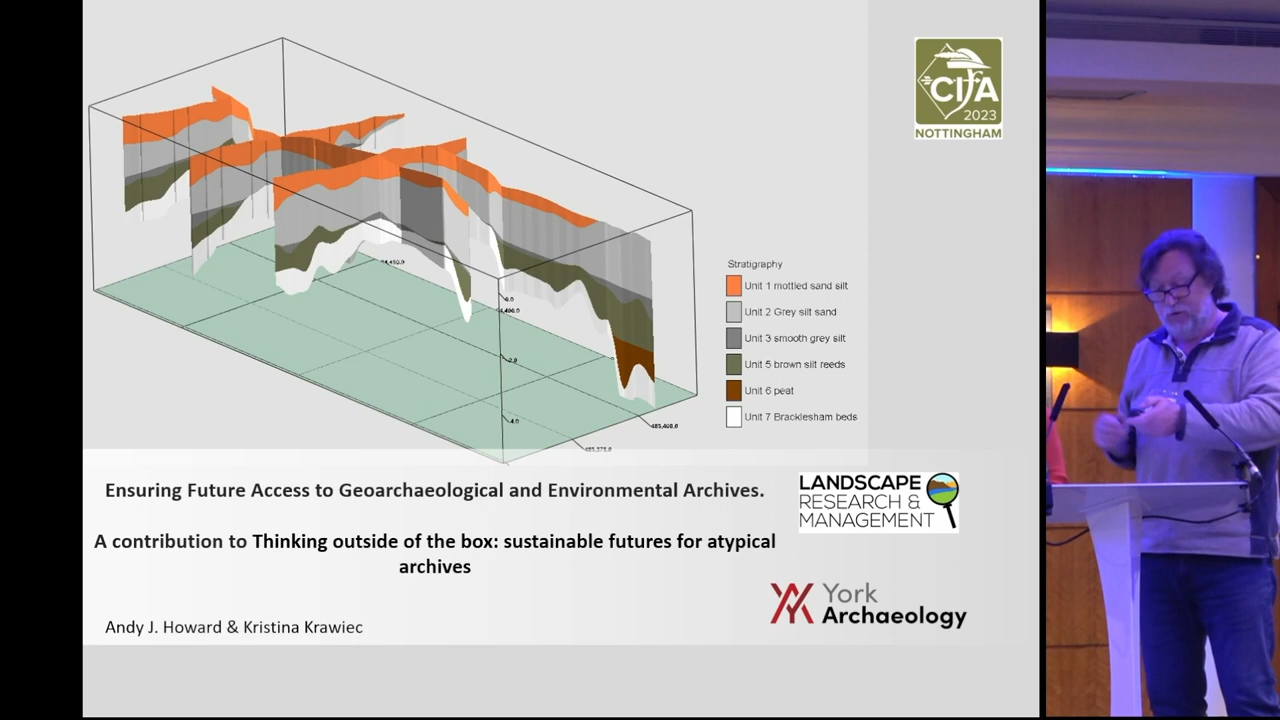 CIfA
2023
NOTTINGHAM
Stratigraphy
Unit 1 mottled sand silt
Unit 2 Grey silt sand
Unit 3 smooth grey silt
Unit 5 brown silt reeds
Unit 6 peat
Unit 7 Bracklesham beds
Ensuring Future Access to Geoarchaeological and Environmental Archives.
A contribution to Thinking outside of the box: sustainable futures for atypical
archives
LANDSCAPE
RESEARCH &
MANAGEMENT
York
Archaeology
Andy J. Howard & Kristina Krawiec